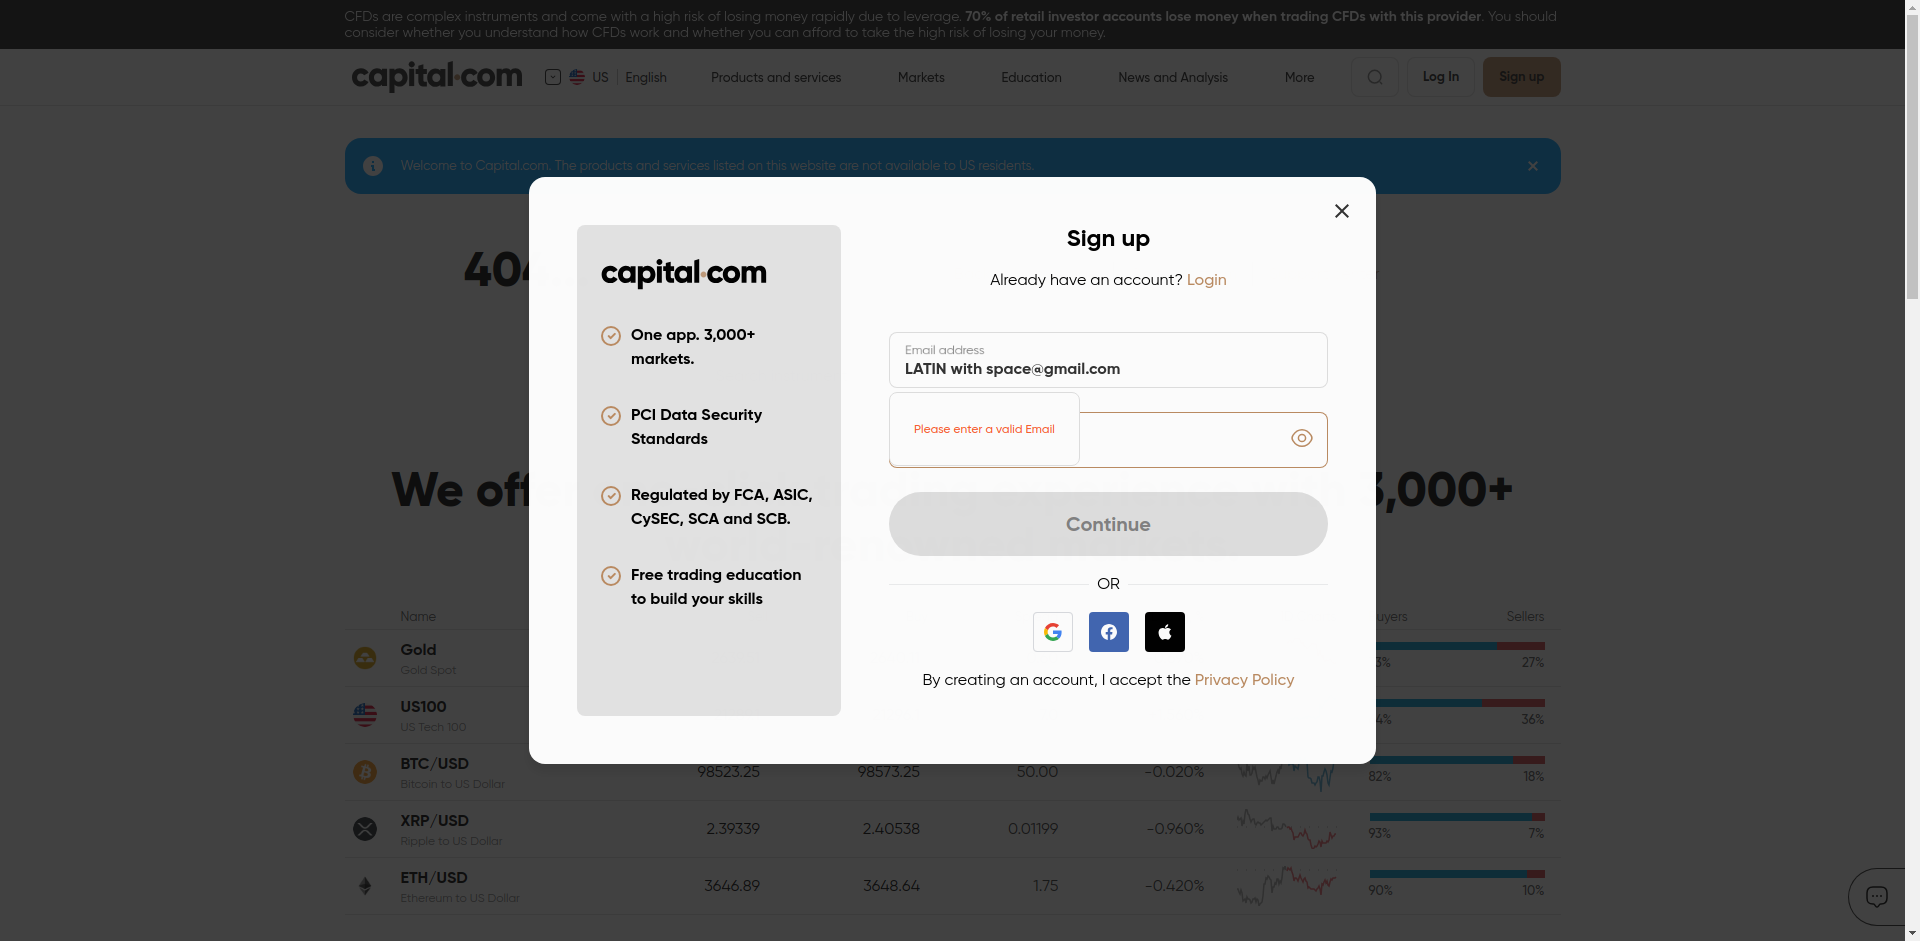 CFDs are complex instruments and come with a high risk of losing money rapidly due to leverage. 70% of retail investor accounts lose money when trading CFDs with this provider. You should
consider whether you understand how CFDs work and whether you can afford to take the high risk of losing your money.
capital.com
US English
Products and services
Markets
Education
News and Analysis
More
Log In
Sign up
Welcome to Capital.com. The products and services listed on this website are not available to US residents.
404
capital.com
One app. 3,000+
markets.
PCI Data Security
Standards
Regulated by FCA, ASIC,
CySEC, SCA and SCB.
Free trading education
to build your skills
Sign up
Already have an account? Login
Email address
LATIN with space@gmail.com
Please enter a valid Email
Continue
OR
By creating an account, I accept the Privacy Policy
We 3,000+
Name Sellers
Gold
Gold Spot
27%
US100
US Tech 100
36%
BTC/USD 98523.25 98573.25 50.00 -0.020% 82% 18%
Bitcoin to US Dollar
XRP/USD 2.39339 2.40538 0.01199 -0.960% 93% 7%
Ripple to US Dollar
ETH/USD 3646.89 3648.64 1.75 -0.420% 90% 10%
Ethereum to US Dollar